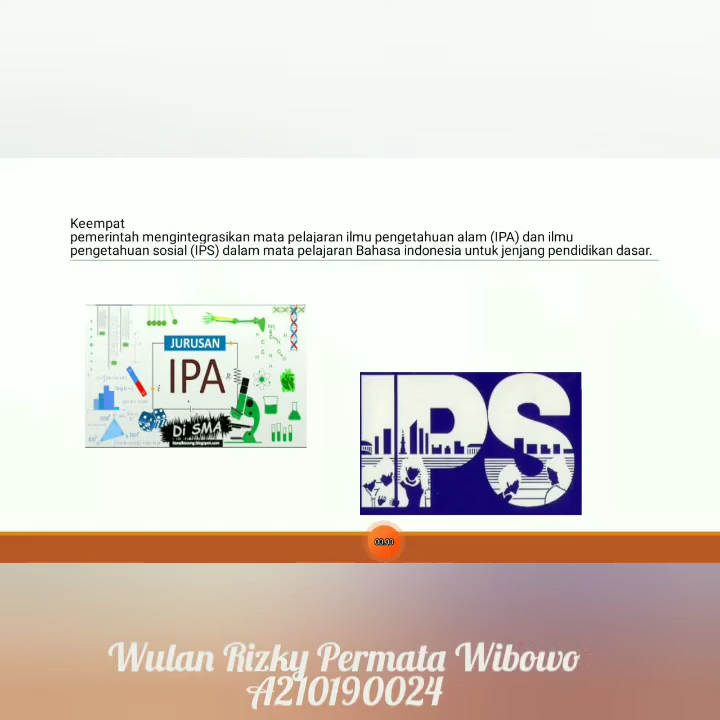 Keempat
pemerintah mengintegrasikan mata pelajaran ilmu pengetahuan alam (IPA) dan ilmu
pengetahuan sosial (IPS) dalam mata pelajaran Bahasa indonesia untuk jenjang pendidikan dasar.
JURUSAN
IPA
Di SMA
IPS
Wulan Rizky Permata Wibowo
A210190024